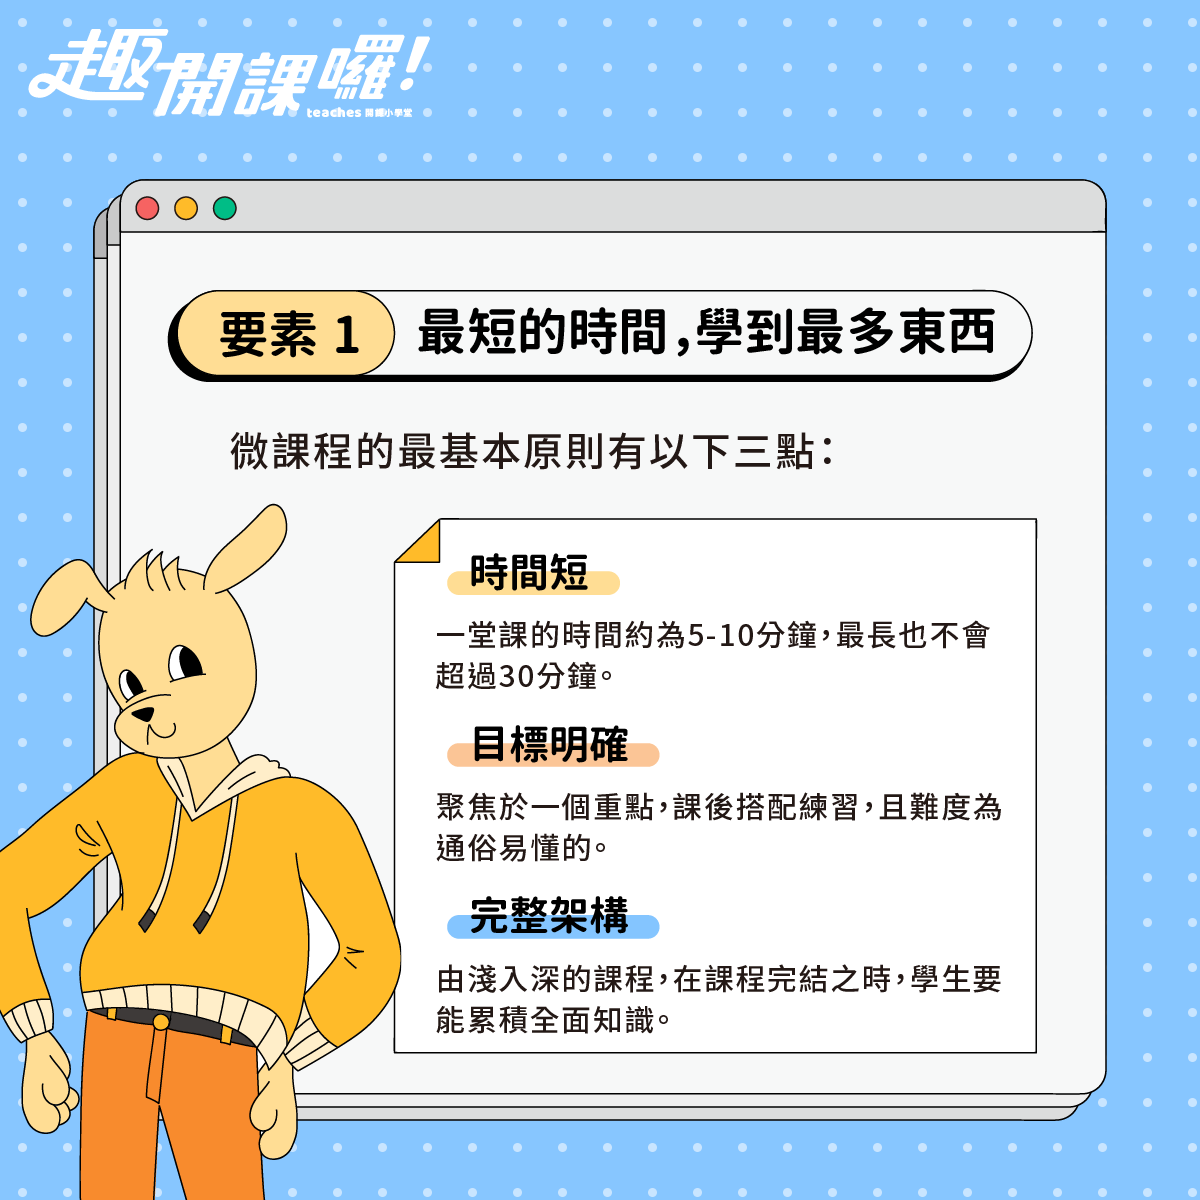 趣開課囉!
teaches 開課小學堂
要素 1
最短的時間,學到最多東西
微課程的最基本原則有以下三點:
時間短
一堂課的時間約為5-10分鐘,最長也不會
超過30分鐘。
目標明確
聚焦於一個重點,課後搭配練習,且難度為
通俗易懂的。
完整架構
由淺入深的課程,在課程完結之時,學生要
能累積全面知識。